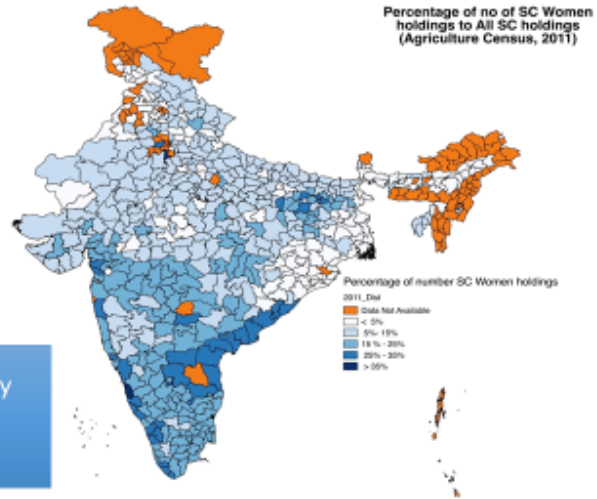 Percentage of no of SC Women
holdings to All SC holdings
(Agriculture Census, 2011)
Percentage of number SC Women holdings
2011_Dist
Data Not Available
< 5%
5%- 15%
15 % - 25%
25% - 35%
> 35%
y